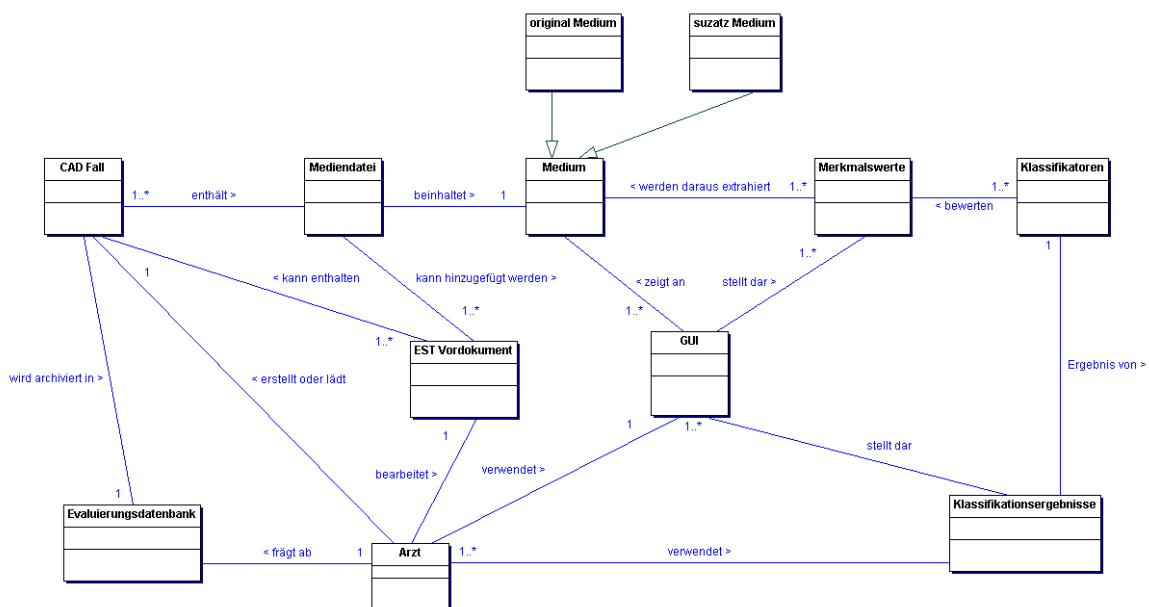 original Medium
suzatz Medium
CAD Fall
Mediendatei
Medium
Merkmalswerte
Klassifikatoren
1..*
enthält >
beinhaltet >
1
< werden daraus extrahiert
1..*
1..*
< bewerten
1
< kann enthalten
kann hinzugefügt werden >
< zeigt an
stellt dar >
1..*
1
1..*
1..*
1..*
EST Vordokument
GUI
wird archiviert in >
< erstellt oder lädt
Ergebnis von >
1
1
1..*
stellt dar
bearbeitet >
verwendet >
1
Evaluierungsdatenbank
Klassifikationsergebnisse
< frägt ab
1
Arzt
1..*
verwendet >